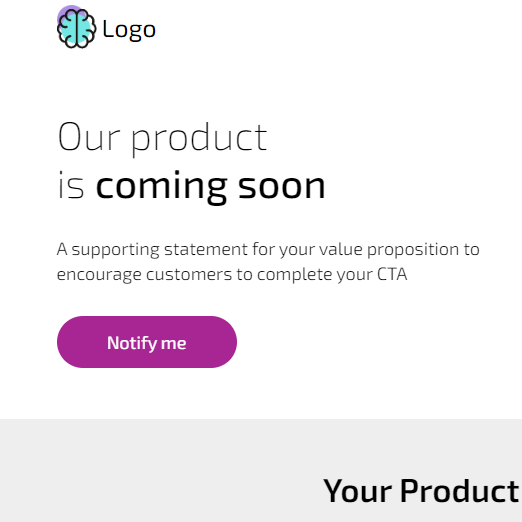 Logo
Our product
is coming soon
A supporting statement for your value proposition to
encourage customers to complete your CTA
Notify me
Your Product